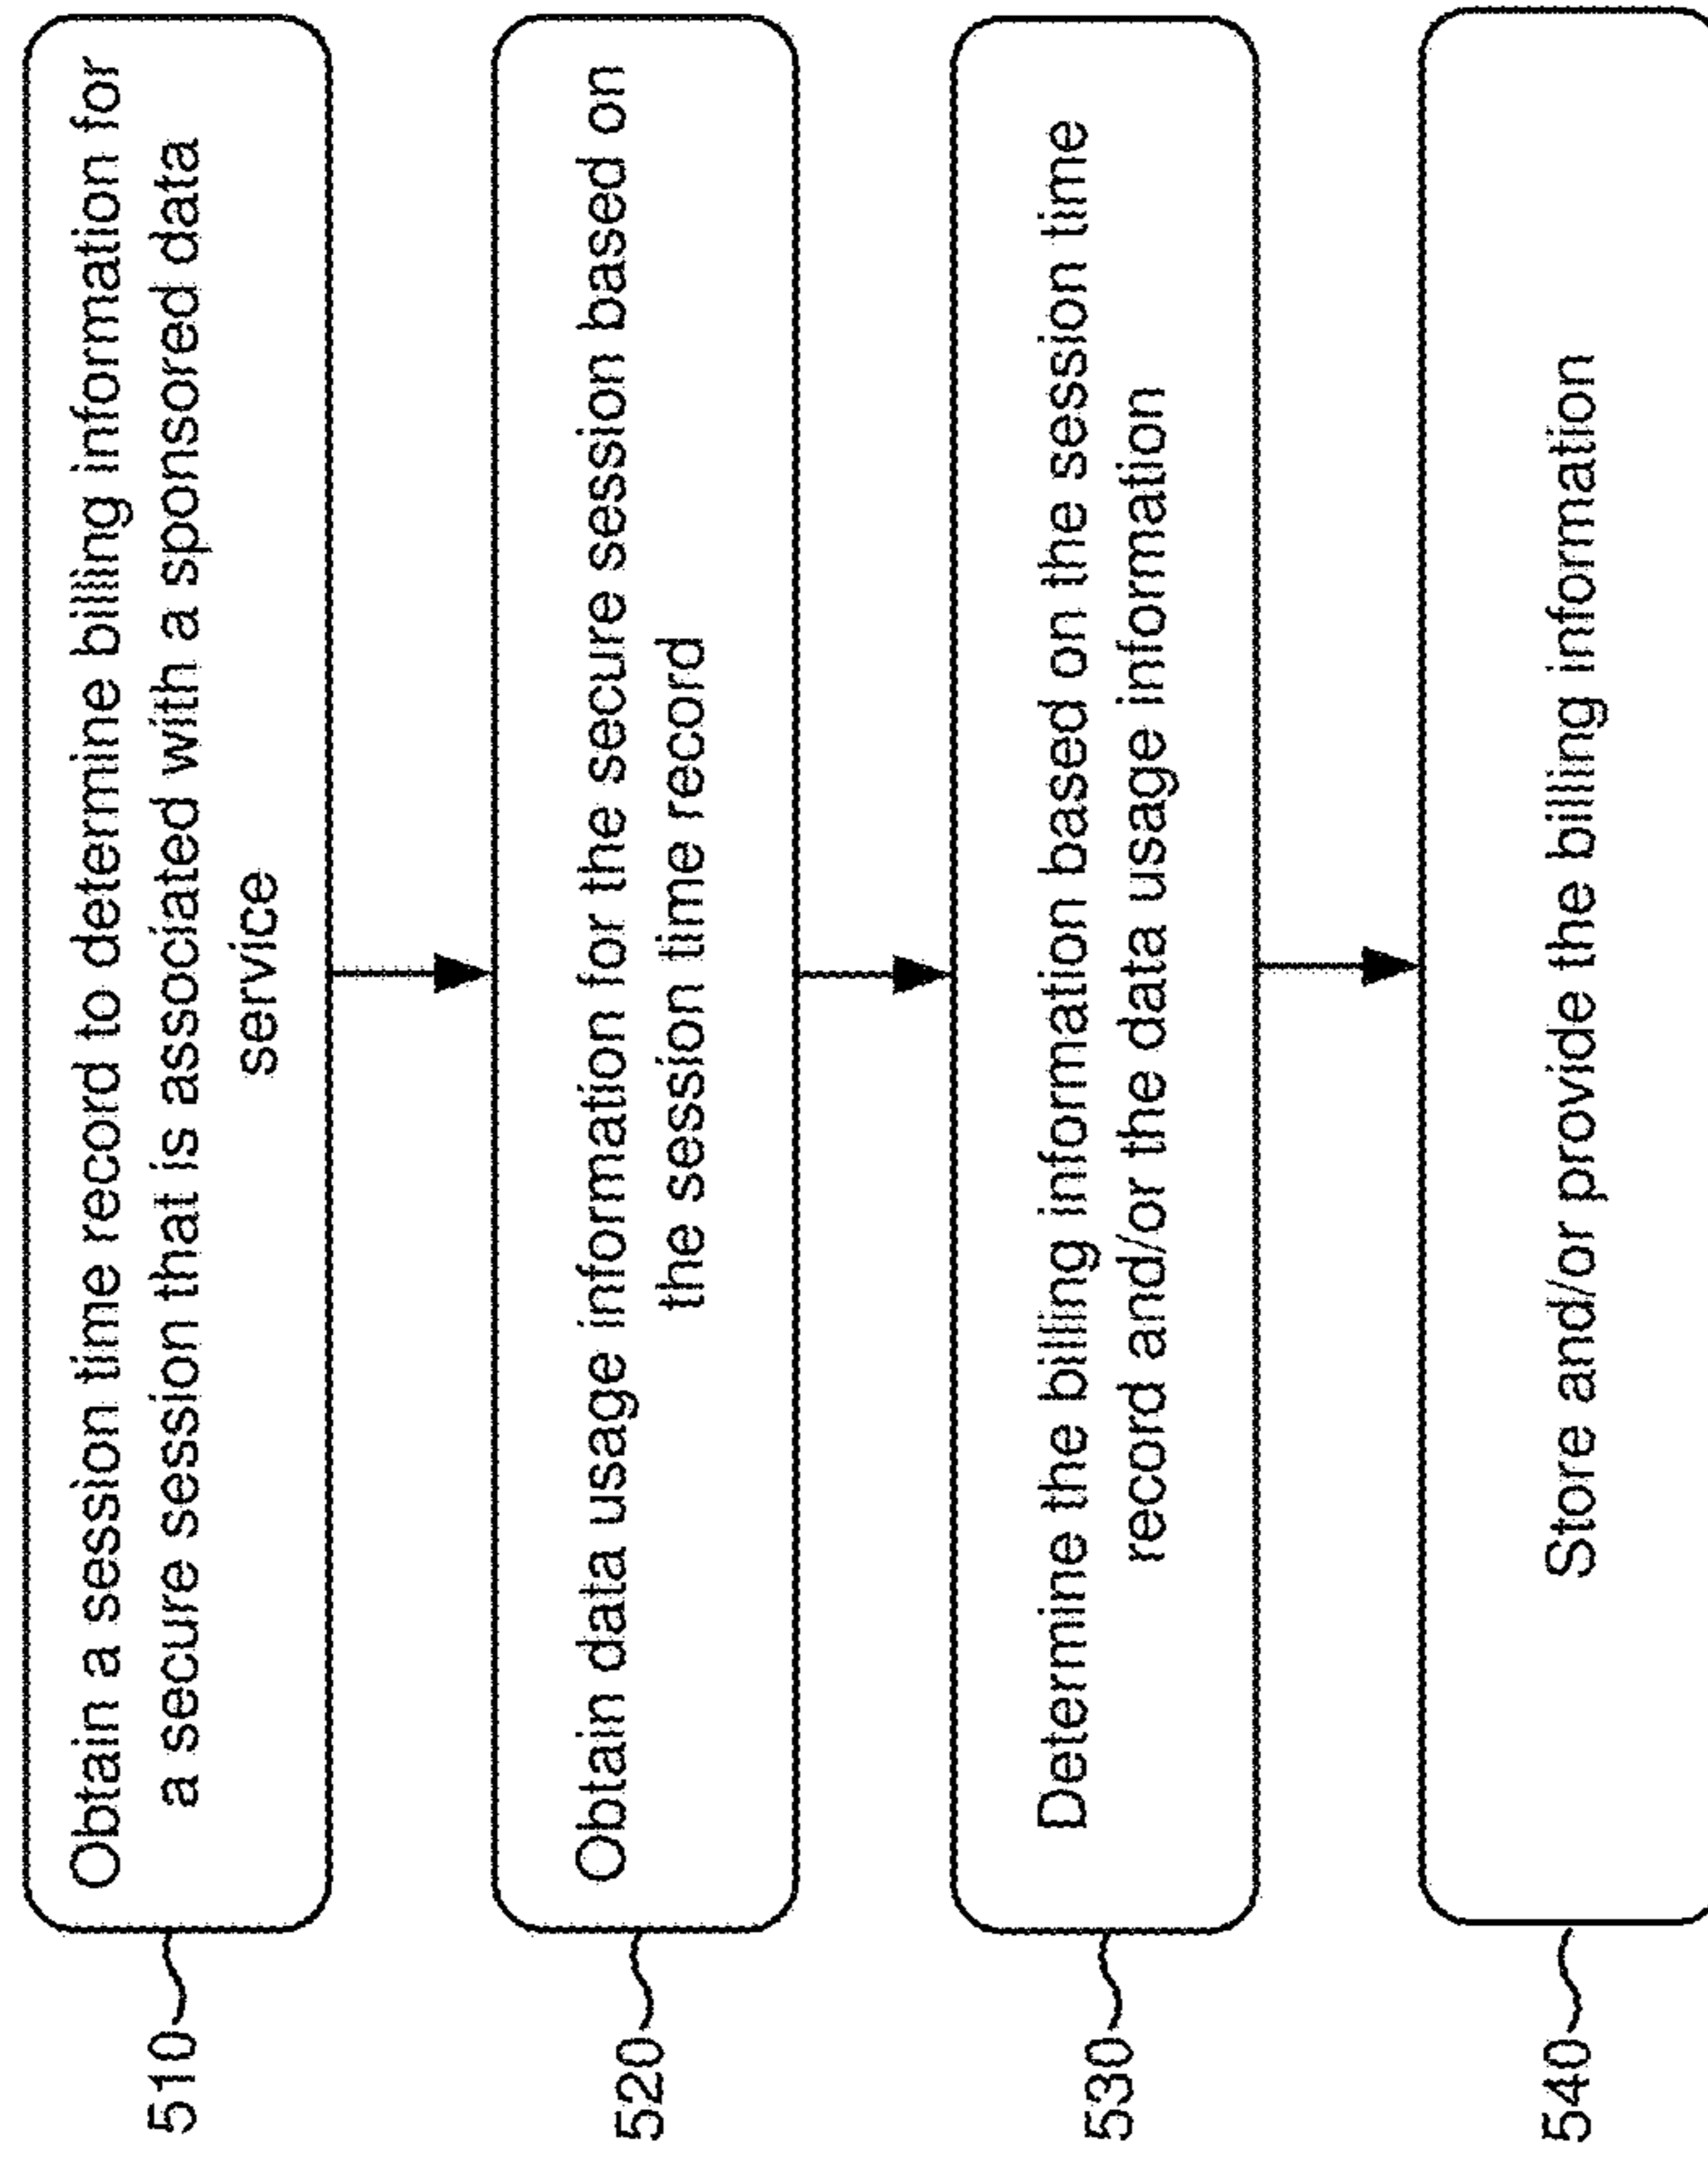 510
Obtain a session time record to determine billing information for
a secure session that is associated with a sponsored data
service
520
Obtain data usage information for the secure session based on
the session time record
530
Determine the billing information based on the session time
record and/or the data usage information
540
Store and/or provide the billing information